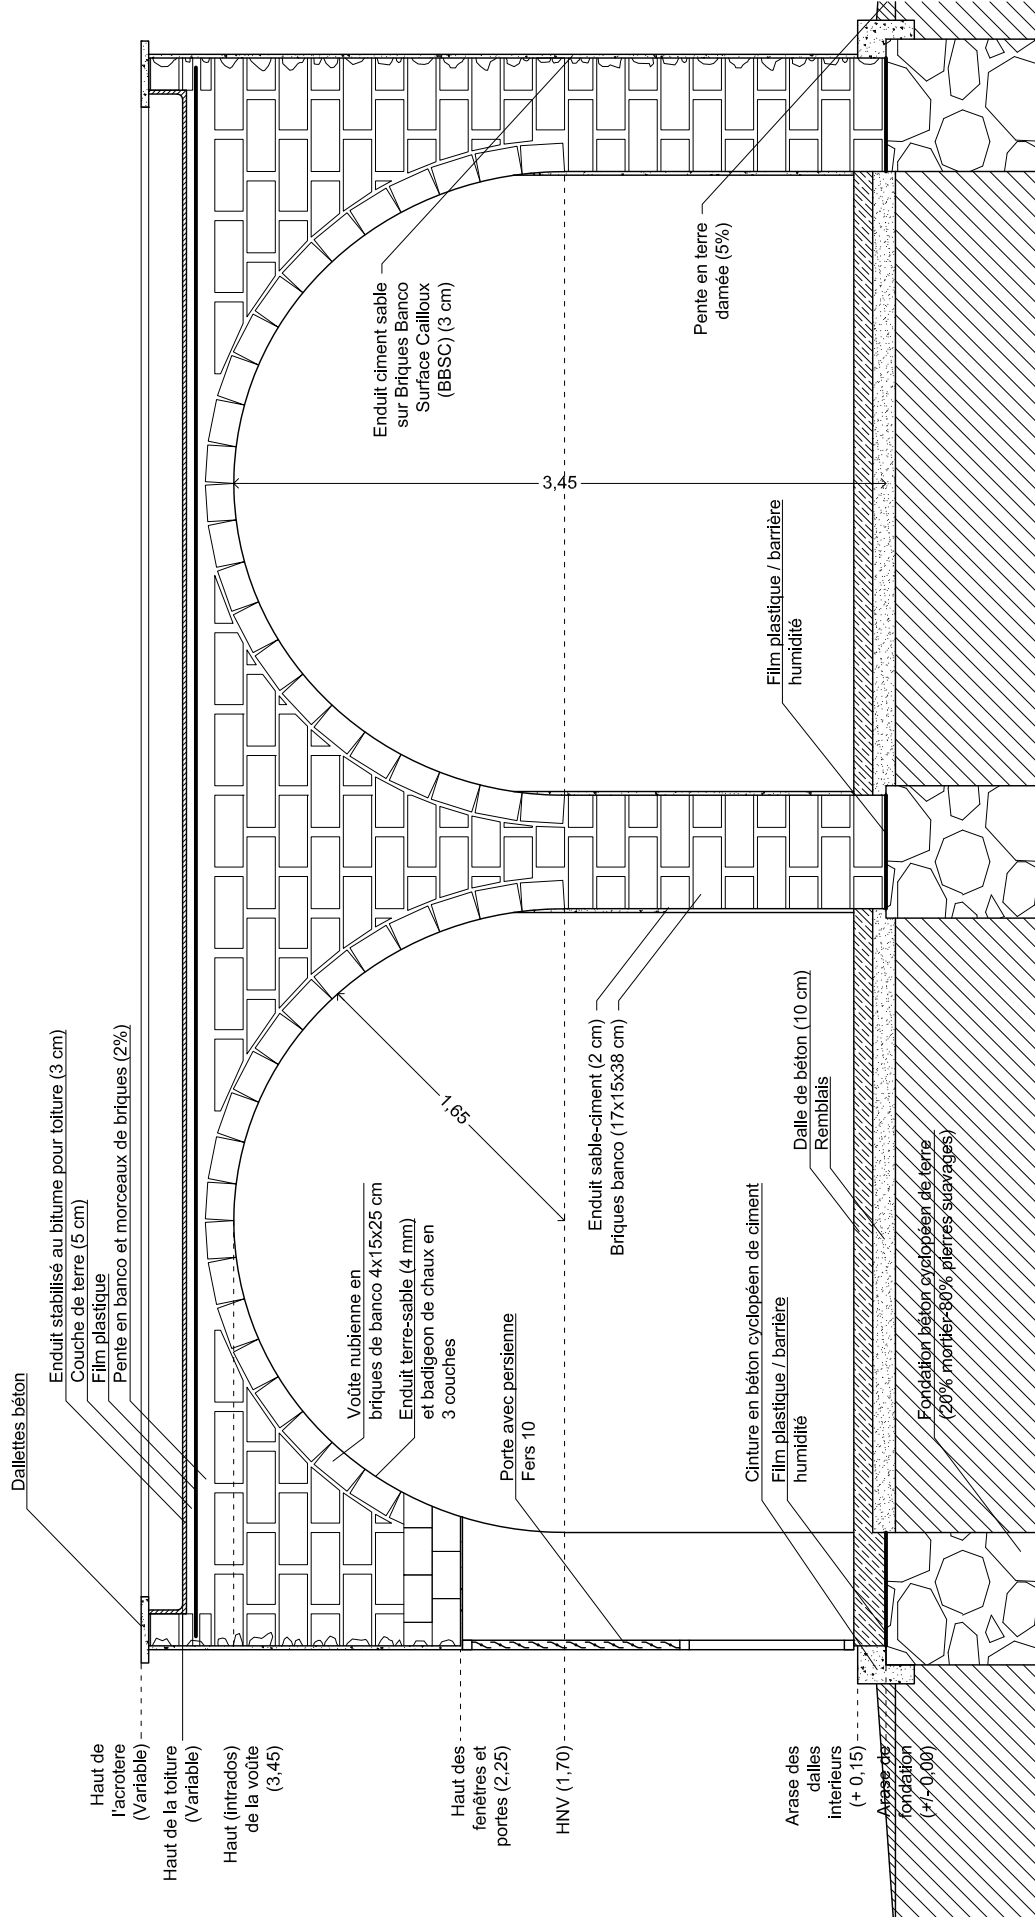 Dallettes béton
Enduit stabilisé au bitume pour toiture (3 cm)
Couche de terre (5 cm)
Film plastique
Pente en banco et morceaux de briques (2%)
Haut de
l'acrotere
(Variable)
Haut de la toiture
(Variable)
Haut (intrados)
de la voûte
(3,45)
Haut des
fenêtres et
portes (2,25)
HNV (1,70)
Arase des
dalles
interieurs
(+ 0,15)
Arase de
fondation
(+/- 0,00)
Voûte nubienne en
briques de banco 4x15x25 cm
Enduit terre-sable (4 mm)
et badigeon de chaux en
3 couches
Porte avec persienne
Fers 10
1,65
Enduit sable-ciment (2 cm)
Briques banco (17x15x38 cm)
Cinture en béton cyclopéen de ciment
Film plastique / barrière
humidité
Dalle de béton (10 cm)
Remblais
Fondation béton cyclopéen de terre
(20% mortier-80% pierres suavages)
Enduit ciment sable
sur Briques Banco
Surface Cailloux
(BBSC) (3 cm)
3,45
Film plastique / barrière
humidité
Pente en terre
damée (5%)